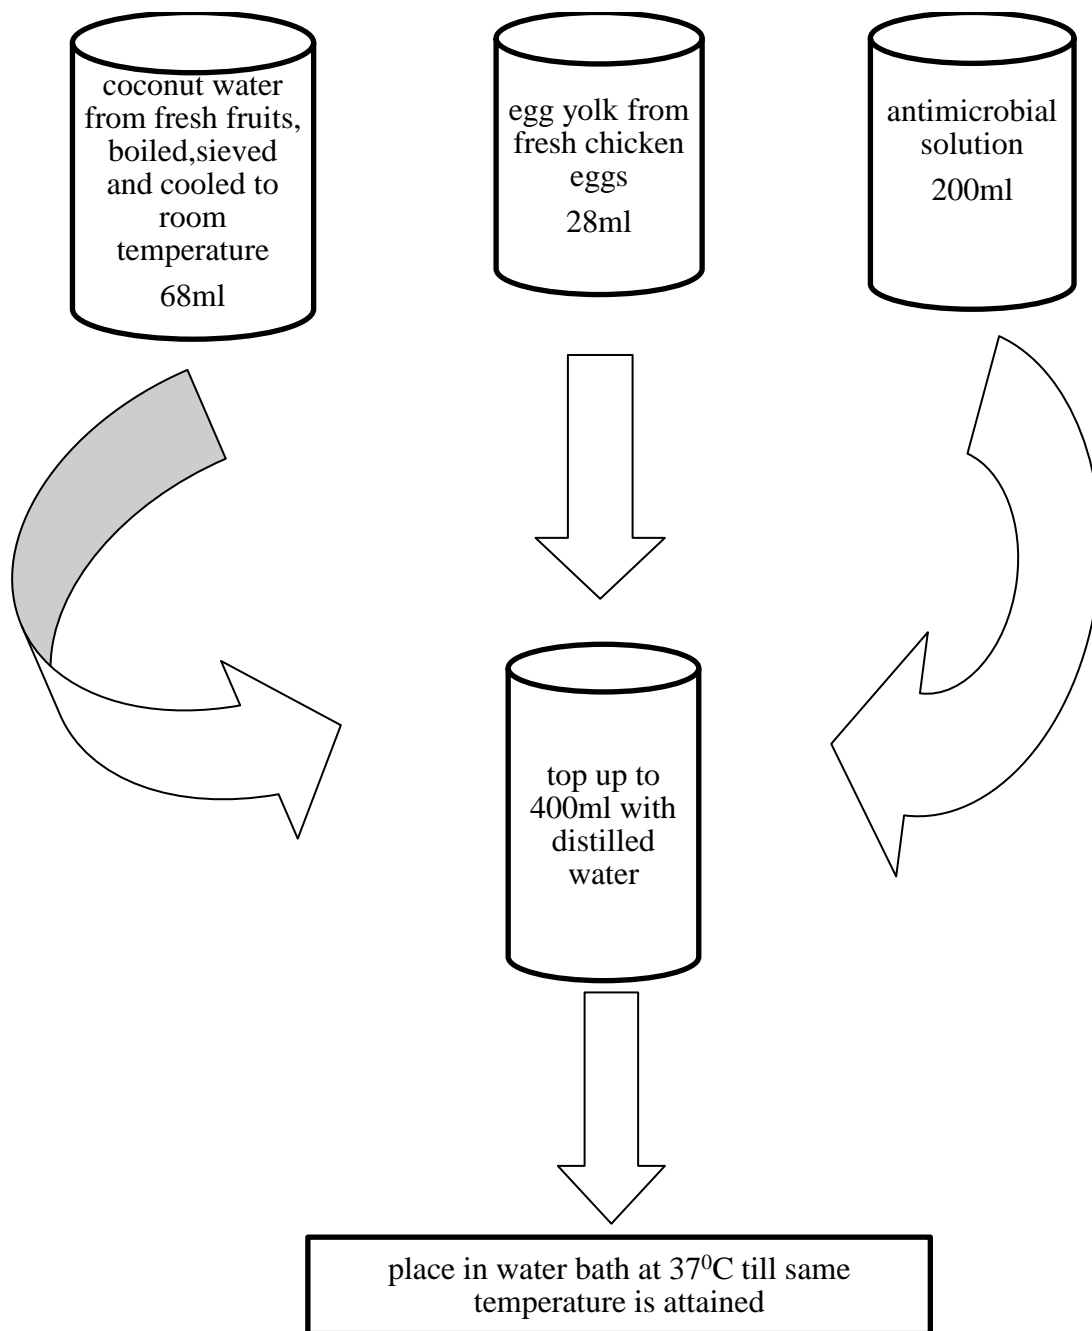 coconut water
from fresh fruits,
boiled,sieved
and cooled to
room
temperature
68ml
egg yolk from
fresh chicken
eggs
28ml
antimicrobial
solution
200ml
top up to
400ml with
distilled
water
place in water bath at 37⁰C till same
temperature is attained